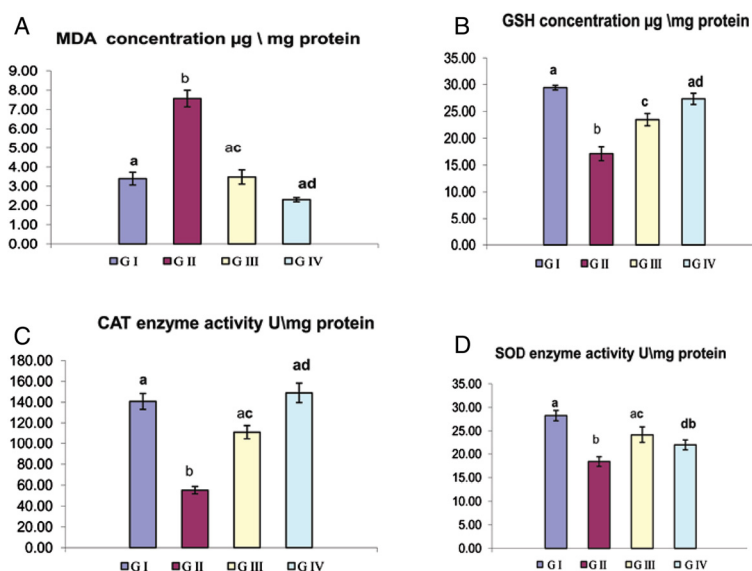 A
MDA concentration µg \ mg protein
9.00
8.00
7.00
6.00
5.00
4.00
3.00
2.00
1.00
0.00
a
b
ac
ad
G I G II G III G IV
B
GSH concentration µg \mg protein
35.00
30.00
25.00
20.00
15.00
10.00
5.00
0.00
a
b
c
ad
G I G II G III G IV
C
CAT enzyme activity U\mg protein
180.00
160.00
140.00
120.00
100.00
80.00
60.00
40.00
20.00
0.00
a
b
ac
ad
G I G II G III G IV
D
SOD enzyme activity U\mg protein
35.00
30.00
25.00
20.00
15.00
10.00
5.00
0.00
a
b
ac
db
G I G II G III G IV